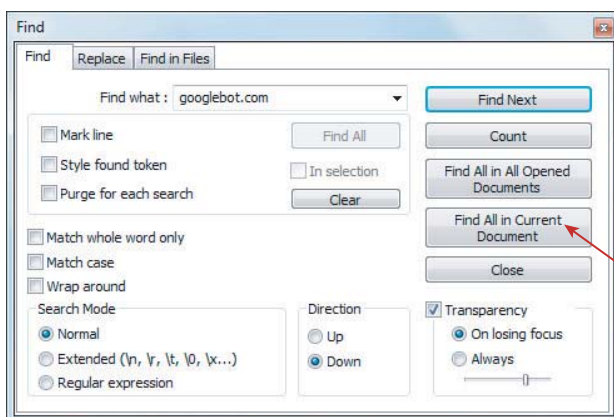 Find
Find Replace Find in Files
Find what : googlebot.com
Find Next
Mark line
Find All
Count
Style found token
In selection
Find All in All Opened
Documents
Purge for each search
Clear
Find All in Current
Document
Match whole word only
Match case
Close
Wrap around
Search Mode
Direction
Transparency
Normal
Up
On losing focus
Extended (\n, \r, \t, \0, \x...)
Down
Always
Regular expression